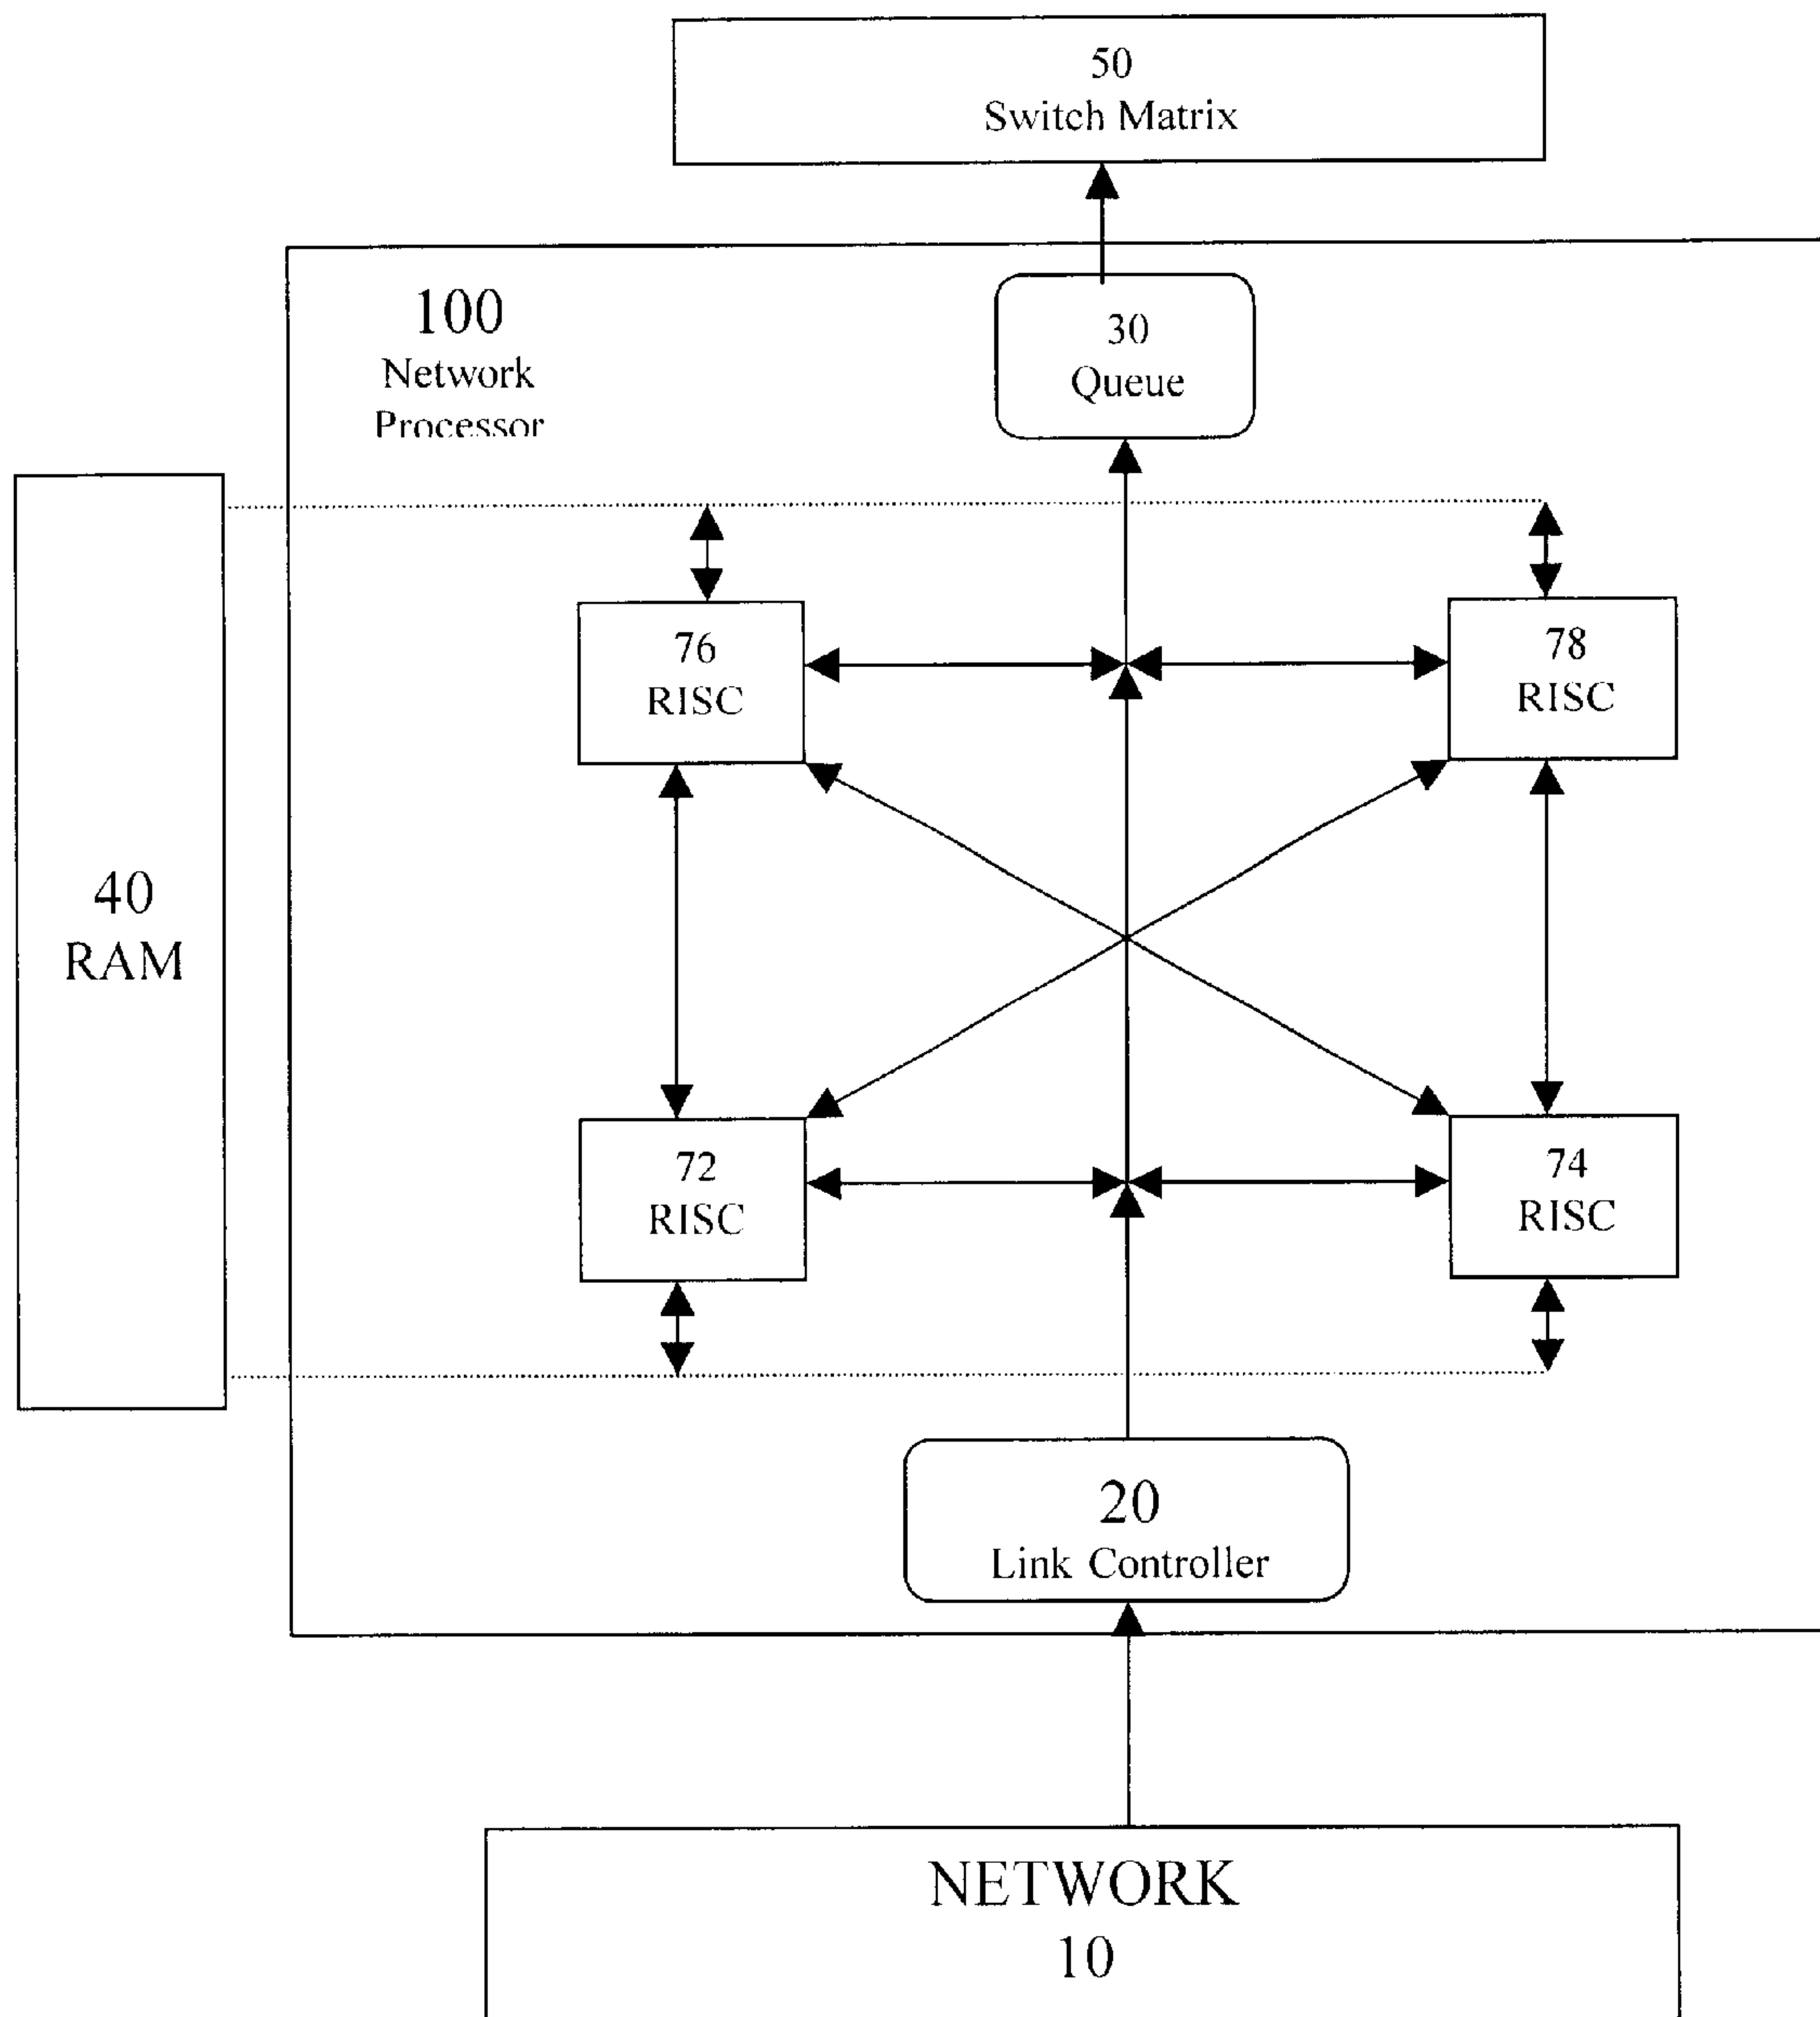 50
Switch Matrix
100
Network
Processor
30
Queue
76
RISC
78
RISC
40
RAM
72
RISC
74
RISC
20
Link Controller
NETWORK
10